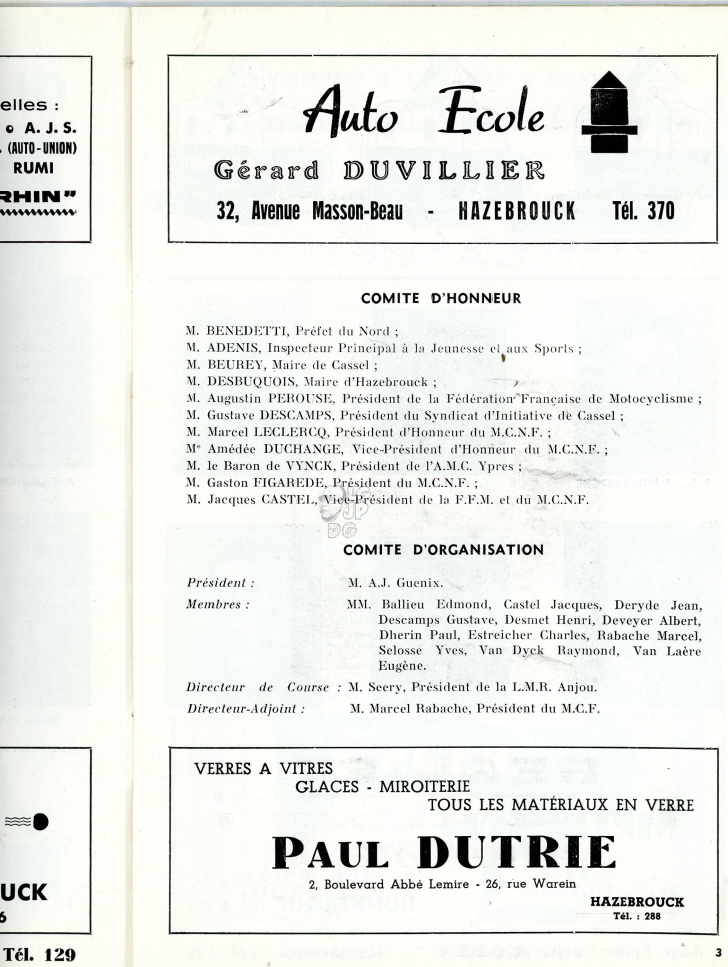 elles :
• A. J. S.
. (AUTO-UNION)
RUMI
RHIN"
UCK
6
Tél. 129
Auto Ecole
Gérard DUVILLIER
32, Avenue Masson-Beau - HAZEBROUCK Tél. 370
COMITE D'HONNEUR
M. BENEDETTI, Préfet du Nord ;
M. ADENIS, Inspecteur Principal à la Jeunesse et aux Sports ;
M. BEUREY, Maire de Cassel ;
M. DESBUQUOIS, Maire d'Hazebrouck ;
M. Augustin PEROUSE, Président de la Fédération Française de Motocyclisme ;
M. Gustave DESCAMPS, Président du Syndicat d'Initiative de Cassel ;
M. Marcel LECLERCQ, Président d'Honneur du M.C.N.F. ;
Me Amédée DUCHANGE, Vice-Président d'Honneur du M.C.N.F. ;
M. le Baron de VYNCK, Président de l'A.M.C. Ypres ;
M. Gaston FIGAREDE, Président du M.C.N.F. ;
M. Jacques CASTEL, Vice-Président de la F.F.M. et du M.C.N.F.
JP
DG
COMITE D'ORGANISATION
Président : M. A.J. Guenix.
Membres : MM. Ballieu Edmond, Castel Jacques, Deryde Jean,
Descamps Gustave, Desmet Henri, Deveyer Albert,
Dherin Paul, Estreicher Charles, Rabache Marcel,
Selosse Yves, Van Dyck Raymond, Van Laère
Eugène.
Directeur de Course : M. Seery, Président de la L.M.R. Anjou.
Directeur-Adjoint : M. Marcel Rabache, Président du M.C.F.
VERRES A VITRES
GLACES - MIROITERIE
TOUS LES MATÉRIAUX EN VERRE
PAUL DUTRIE
2, Boulevard Abbé Lemire - 26, rue Warein
HAZEBROUCK
Tél. : 288
3